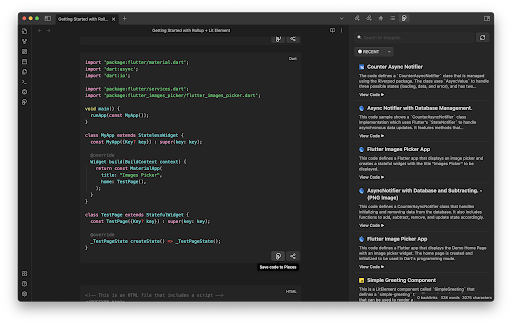 Getting Started with Roll
Getting Started with Rollup + Lit Element
Dart
import "package:flutter/material.dart";
import "dart:async";
import "dart:io";
import "package:flutter/services.dart";
import "package:flutter_images_picker/flutter_images_picker.dart";
void main() {
runApp(const MyApp());
}
class MyApp extends StatelessWidget {
const MyApp({Key? key}) : super(key: key);
@override
Widget build(BuildContext context) {
return const MaterialApp(
title: "Images Picker",
home: TestPage(),
);
}
}
class TestPage extends StatefulWidget {
const TestPage({Key? key}) : super(key: key);
@override
_TestPageState createState() => _TestPageState();
}
Save code to Pieces
HTML
<!-- This is an HTML file that includes a script -->
RECENT
Counter Async Notifier
The code defines a `CounterAsyncNotifier` class that is managed using the Riverpod package. The class uses `AsyncValue` to handle three possible states (loading, data, and error), and has two...
View Code
Async Notifier with Database Management.
This code sample shows a `CounterAsyncNotifier` class implementation which uses Flutter's "StateNotifier" to handle asynchronous data updates. It features methods that...
View Code
Flutter Images Picker App
This code defines a Flutter app that displays an image picker and creates a stateful widget with the title "Images Picker" to be displayed.
View Code
AsyncNotifier with Database and Subtracting. - (PNG Image)
This code defines a CounterAsyncNotifier class that handles initializing and removing data from the database. It also includes functions to add, subtract, remove, and update state accordingly.
View Code
Flutter Image Picker App
This code defines a Flutter app that displays the Demo Home Page with an image picker widget. The home page is created and initialized to be used in Dart's programming mode.
View Code
Simple Greeting Component
This is a LitElement component called `SimpleGreeting` that defines a `simple-greeting`
that can be used to render a
0 backlinks 338 words 3075 characters